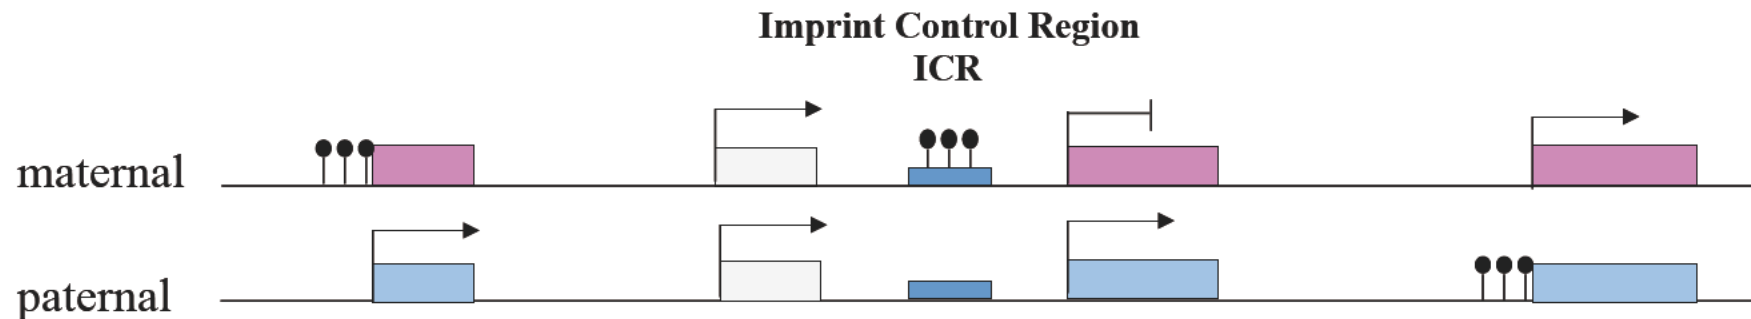 Imprint Control Region
ICR
maternal
paternal